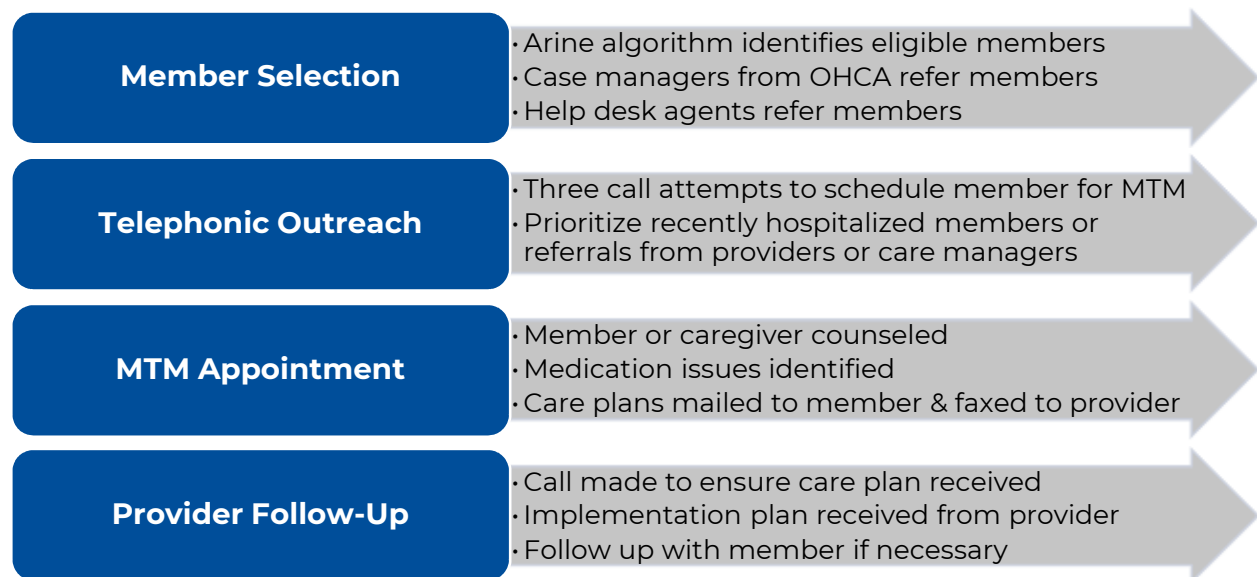 Member Selection
· Arine algorithm identifies eligible members
· Case managers from OHCA refer members
· Help desk agents refer members
Telephonic Outreach
· Three call attempts to schedule member for MTM
· Prioritize recently hospitalized members or
referrals from providers or care managers
MTM Appointment
· Member or caregiver counseled
· Medication issues identified
· Care plans mailed to member & faxed to provider
Provider Follow-Up
· Call made to ensure care plan received
· Implementation plan received from provider
· Follow up with member if necessary